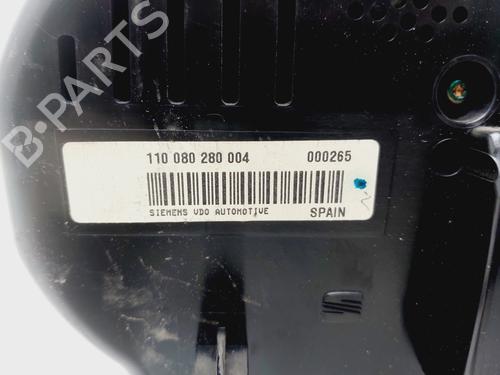 B-PARTS
110 080 280 004 000265
SIEMENS VDO AUTOMOTIVE SPAIN